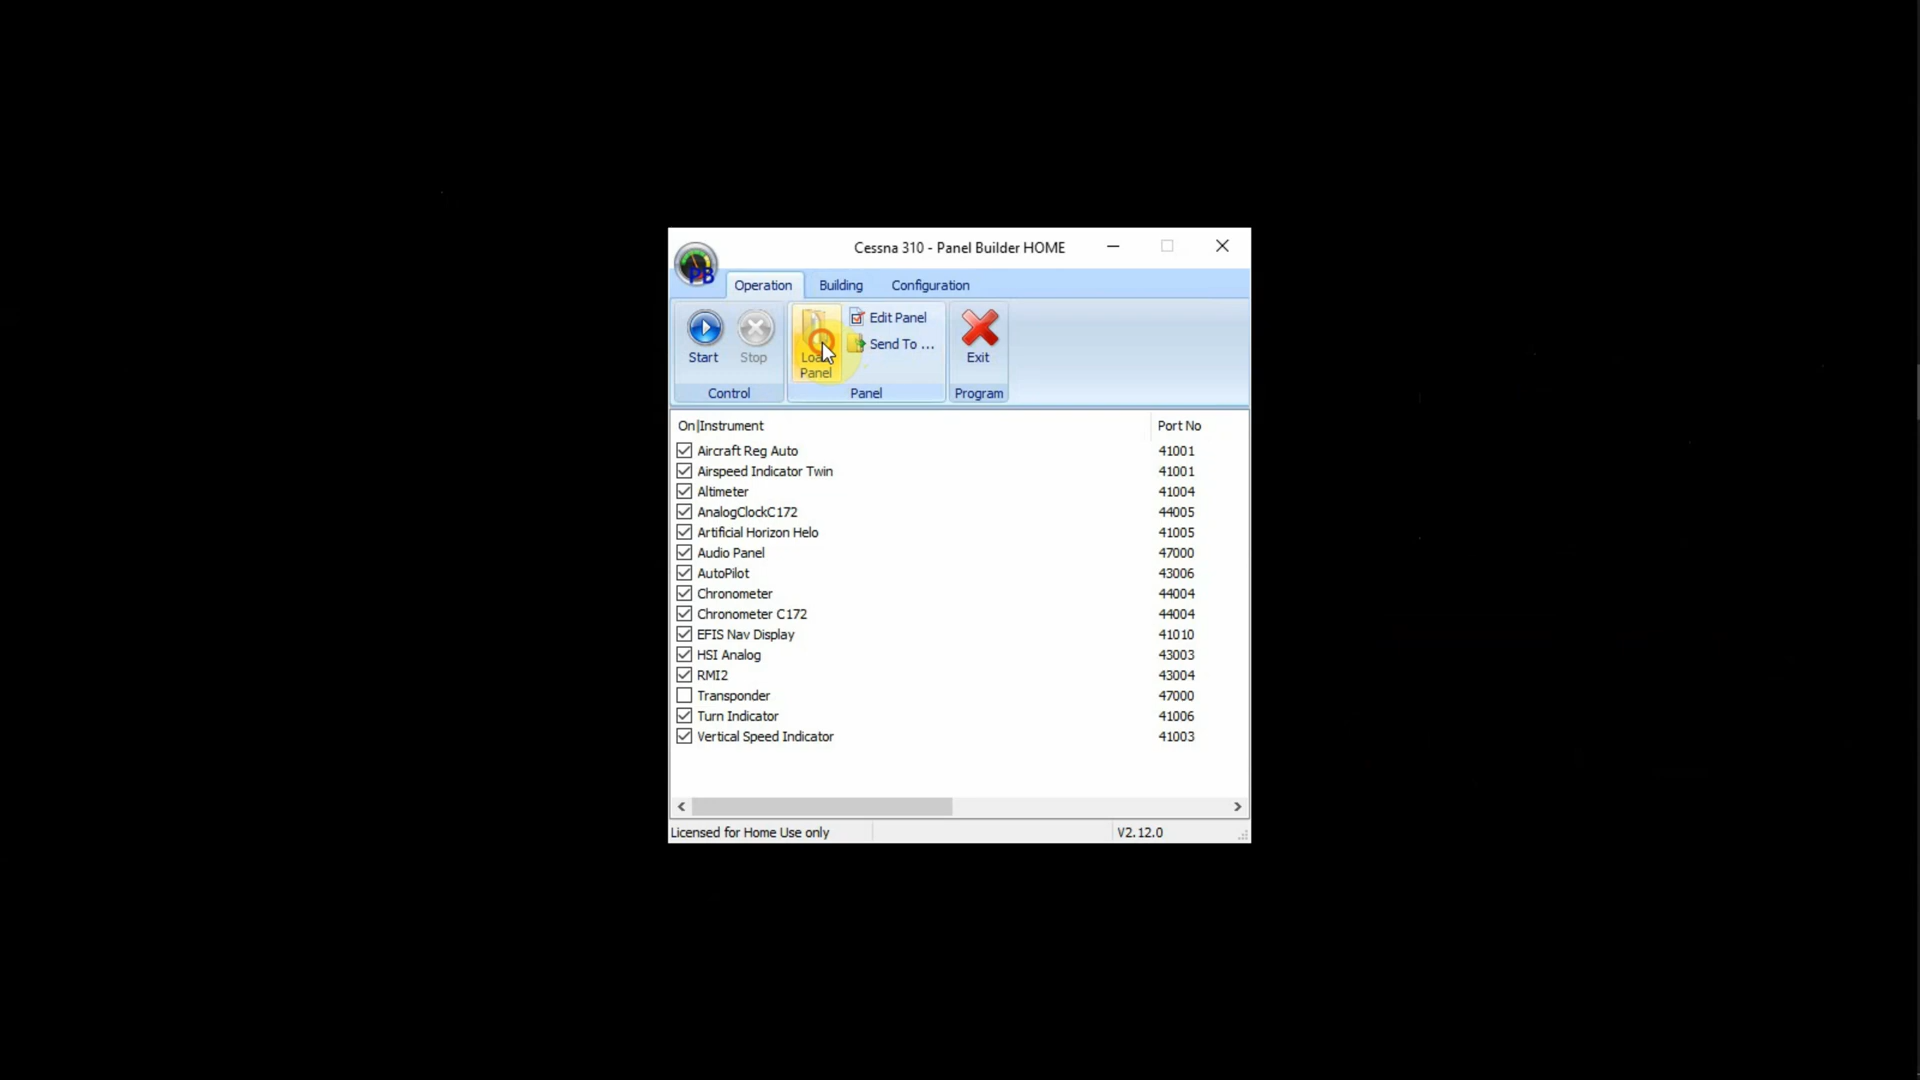 Cessna 310 - Panel Builder HOME
PB
Operation Building Configuration
Start Stop Load Panel Edit Panel Send To ... Exit
Control Panel Program
On|Instrument Port No
Aircraft Reg Auto 41001
Airspeed Indicator Twin 41001
Altimeter 41004
AnalogClockC172 44005
Artificial Horizon Helo 41005
Audio Panel 47000
AutoPilot 43006
Chronometer 44004
Chronometer C172 44004
EFIS Nav Display 41010
HSI Analog 43003
RMI2 43004
Transponder 47000
Turn Indicator 41006
Vertical Speed Indicator 41003
Licensed for Home Use only V2.12.0